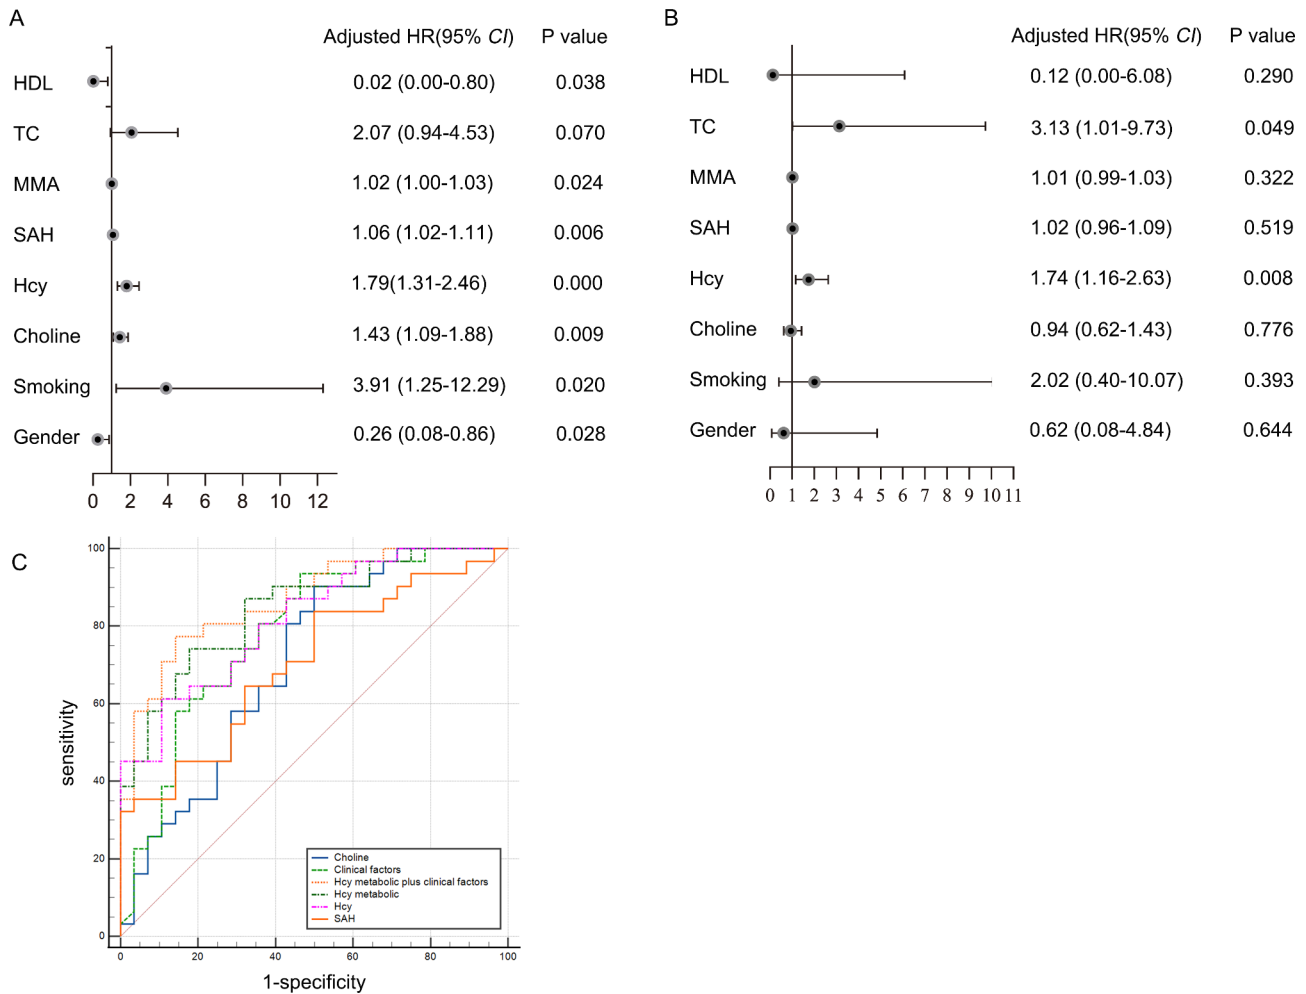 A
Adjusted HR(95% CI) P value
HDL 0.02 (0.00-0.80) 0.038
TC 2.07 (0.94-4.53) 0.070
MMA 1.02 (1.00-1.03) 0.024
SAH 1.06 (1.02-1.11) 0.006
Hcy 1.79(1.31-2.46) 0.000
Choline 1.43 (1.09-1.88) 0.009
Smoking 3.91 (1.25-12.29) 0.020
Gender 0.26 (0.08-0.86) 0.028
0 2 4 6 8 10 12
B
Adjusted HR(95% CI) P value
HDL 0.12 (0.00-6.08) 0.290
TC 3.13 (1.01-9.73) 0.049
MMA 1.01 (0.99-1.03) 0.322
SAH 1.02 (0.96-1.09) 0.519
Hcy 1.74 (1.16-2.63) 0.008
Choline 0.94 (0.62-1.43) 0.776
Smoking 2.02 (0.40-10.07) 0.393
Gender 0.62 (0.08-4.84) 0.644
0 1 2 3 4 5 6 7 8 9 10 11
C
100
80
60
40
20
0
sensitivity
Choline
Clinical factors
Hcy metabolic plus clinical factors
Hcy metabolic
Hcy
SAH
0 20 40 60 80 100
1-specificity